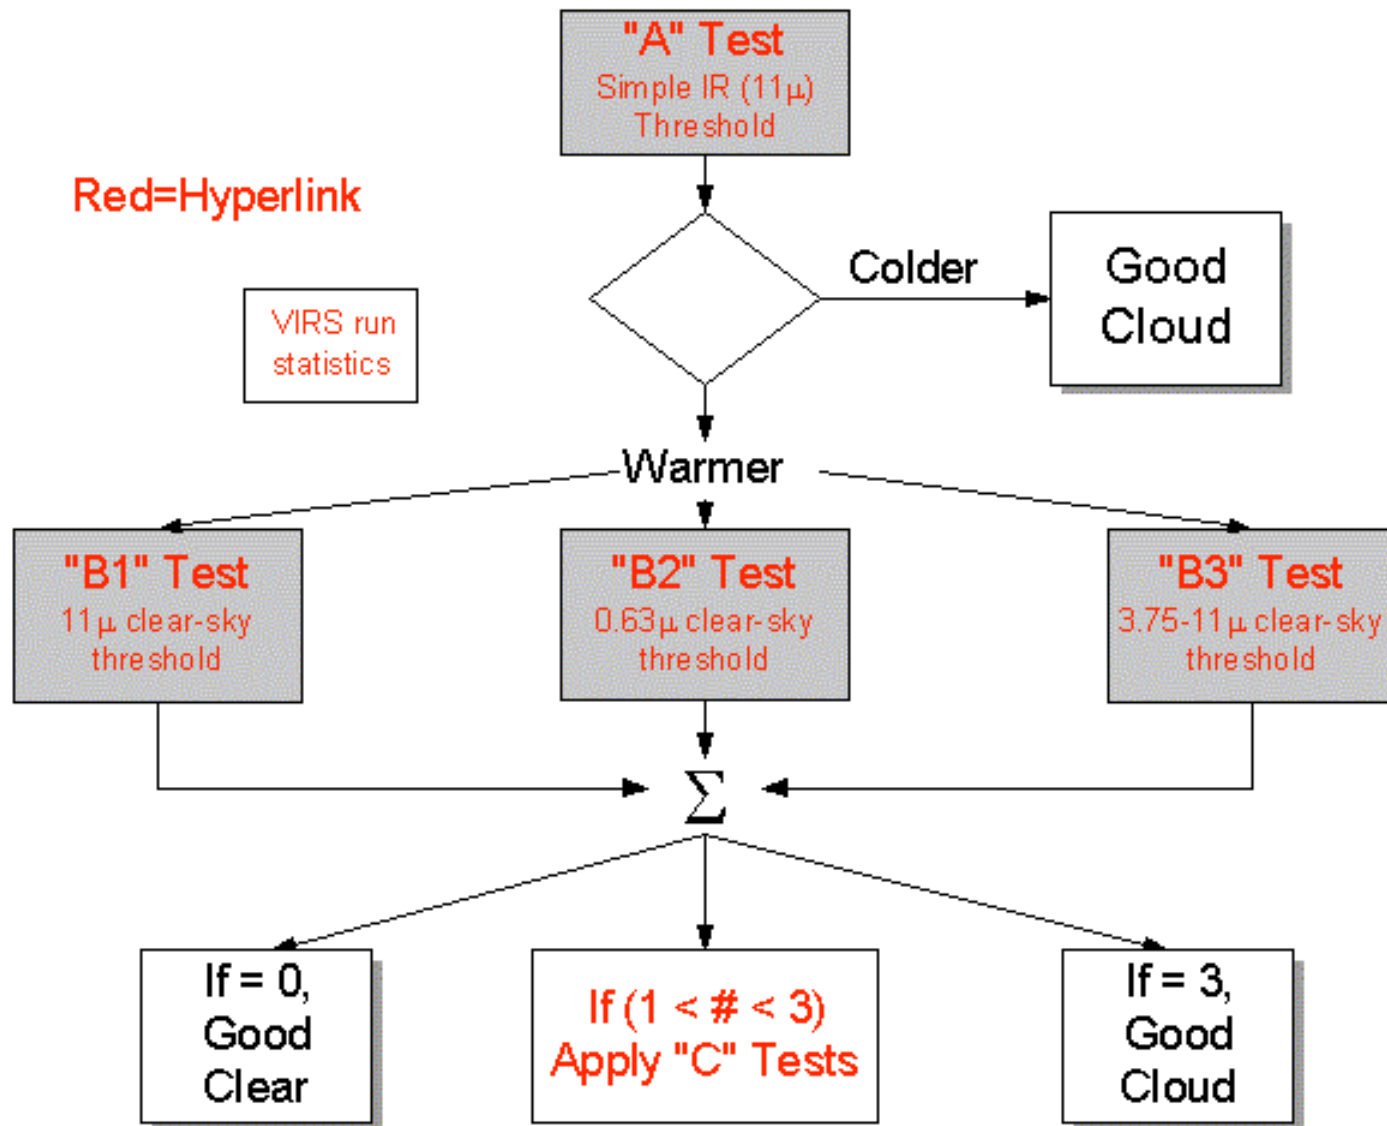 "A" Test
Simple IR (11μ)
Threshold
Red=Hyperlink
Colder
Good
Cloud
VIRS run
statistics
Warmer
"B1" Test
11μ clear-sky
threshold
"B2" Test
0.63μ clear-sky
threshold
"B3" Test
3.75-11μ clear-sky
threshold
Σ
If = 0,
Good
Clear
If (1 < # < 3)
Apply "C" Tests
If = 3,
Good
Cloud